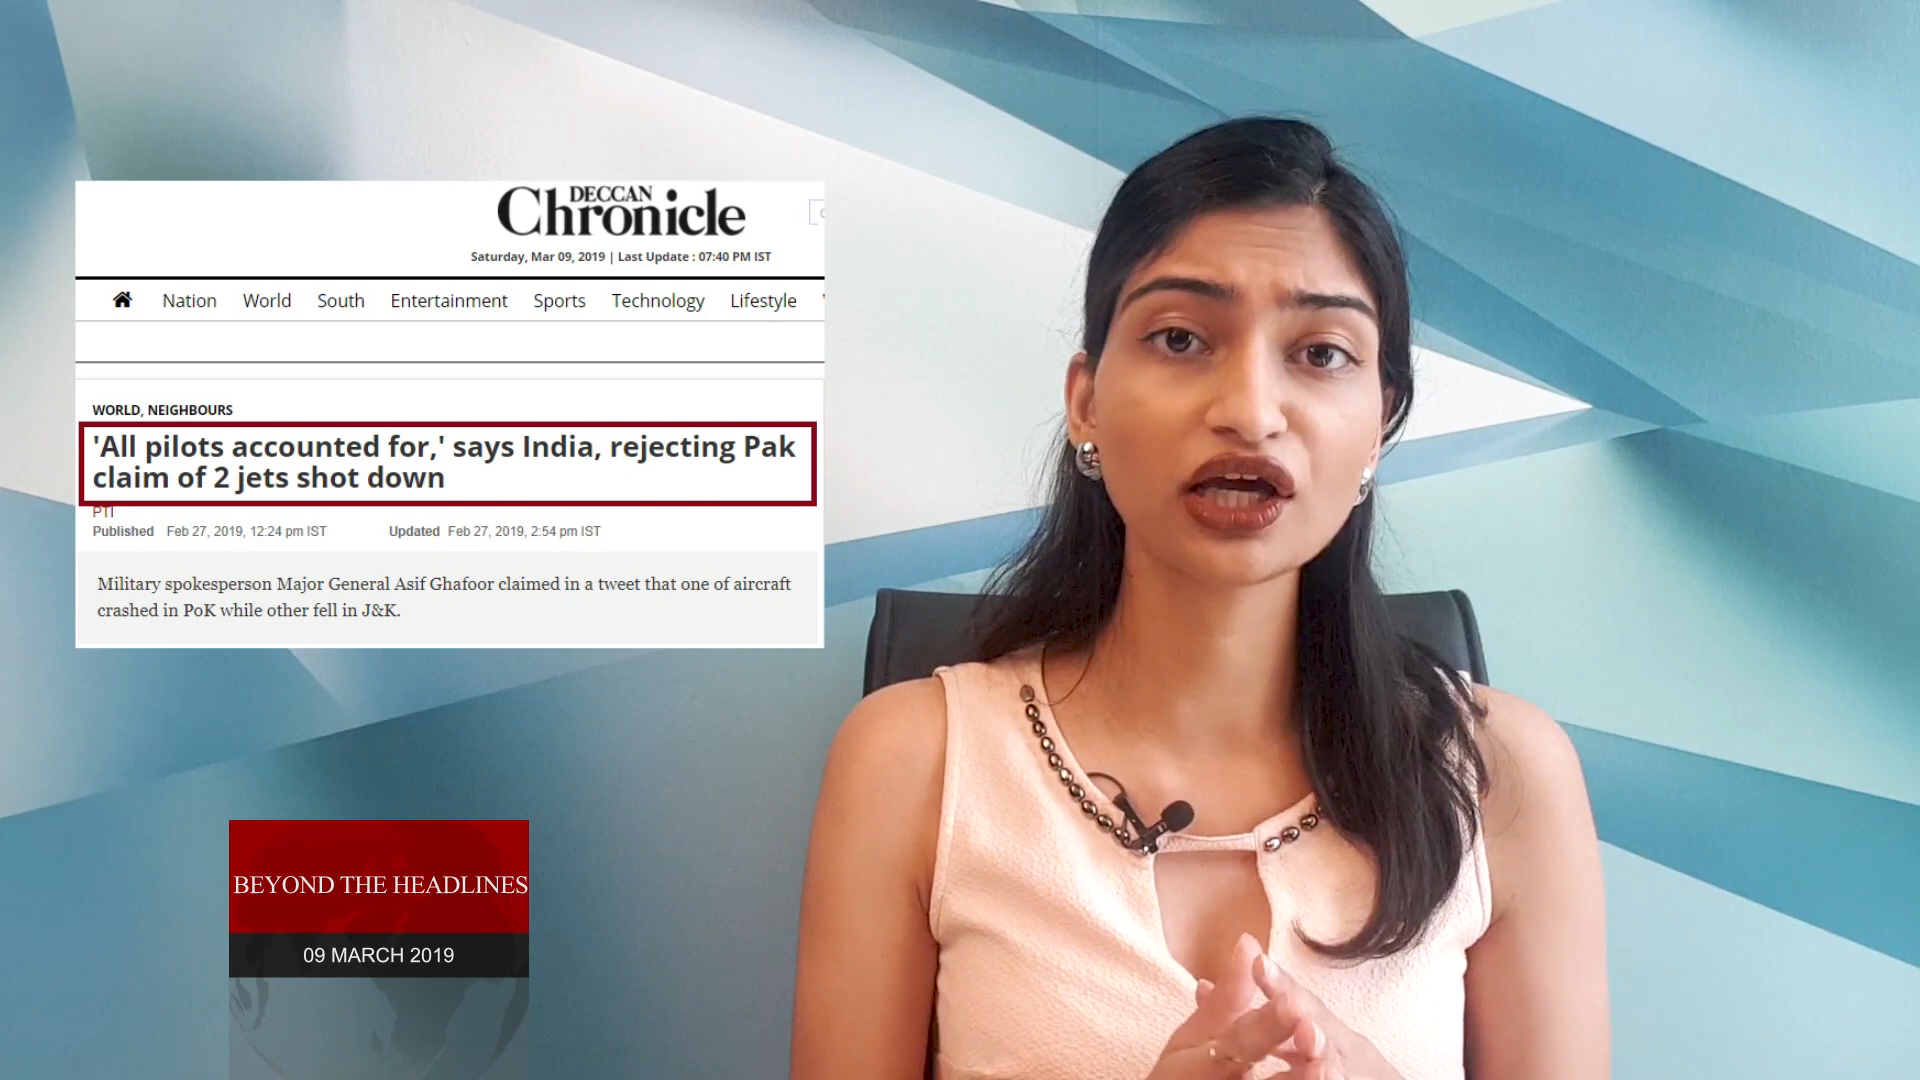 DECCAN
Chronicle
Saturday, Mar 09, 2019 | Last Update : 07:40 PM IST
Nation World South Entertainment Sports Technology Lifestyle
WORLD, NEIGHBOURS
'All pilots accounted for,' says India, rejecting Pak
claim of 2 jets shot down
PTI
Published Feb 27, 2019, 12:24 pm IST Updated Feb 27, 2019, 2:54 pm IST
Military spokesperson Major General Asif Ghafoor claimed in a tweet that one of aircraft
crashed in PoK while other fell in J&K.
BEYOND THE HEADLINES
09 MARCH 2019